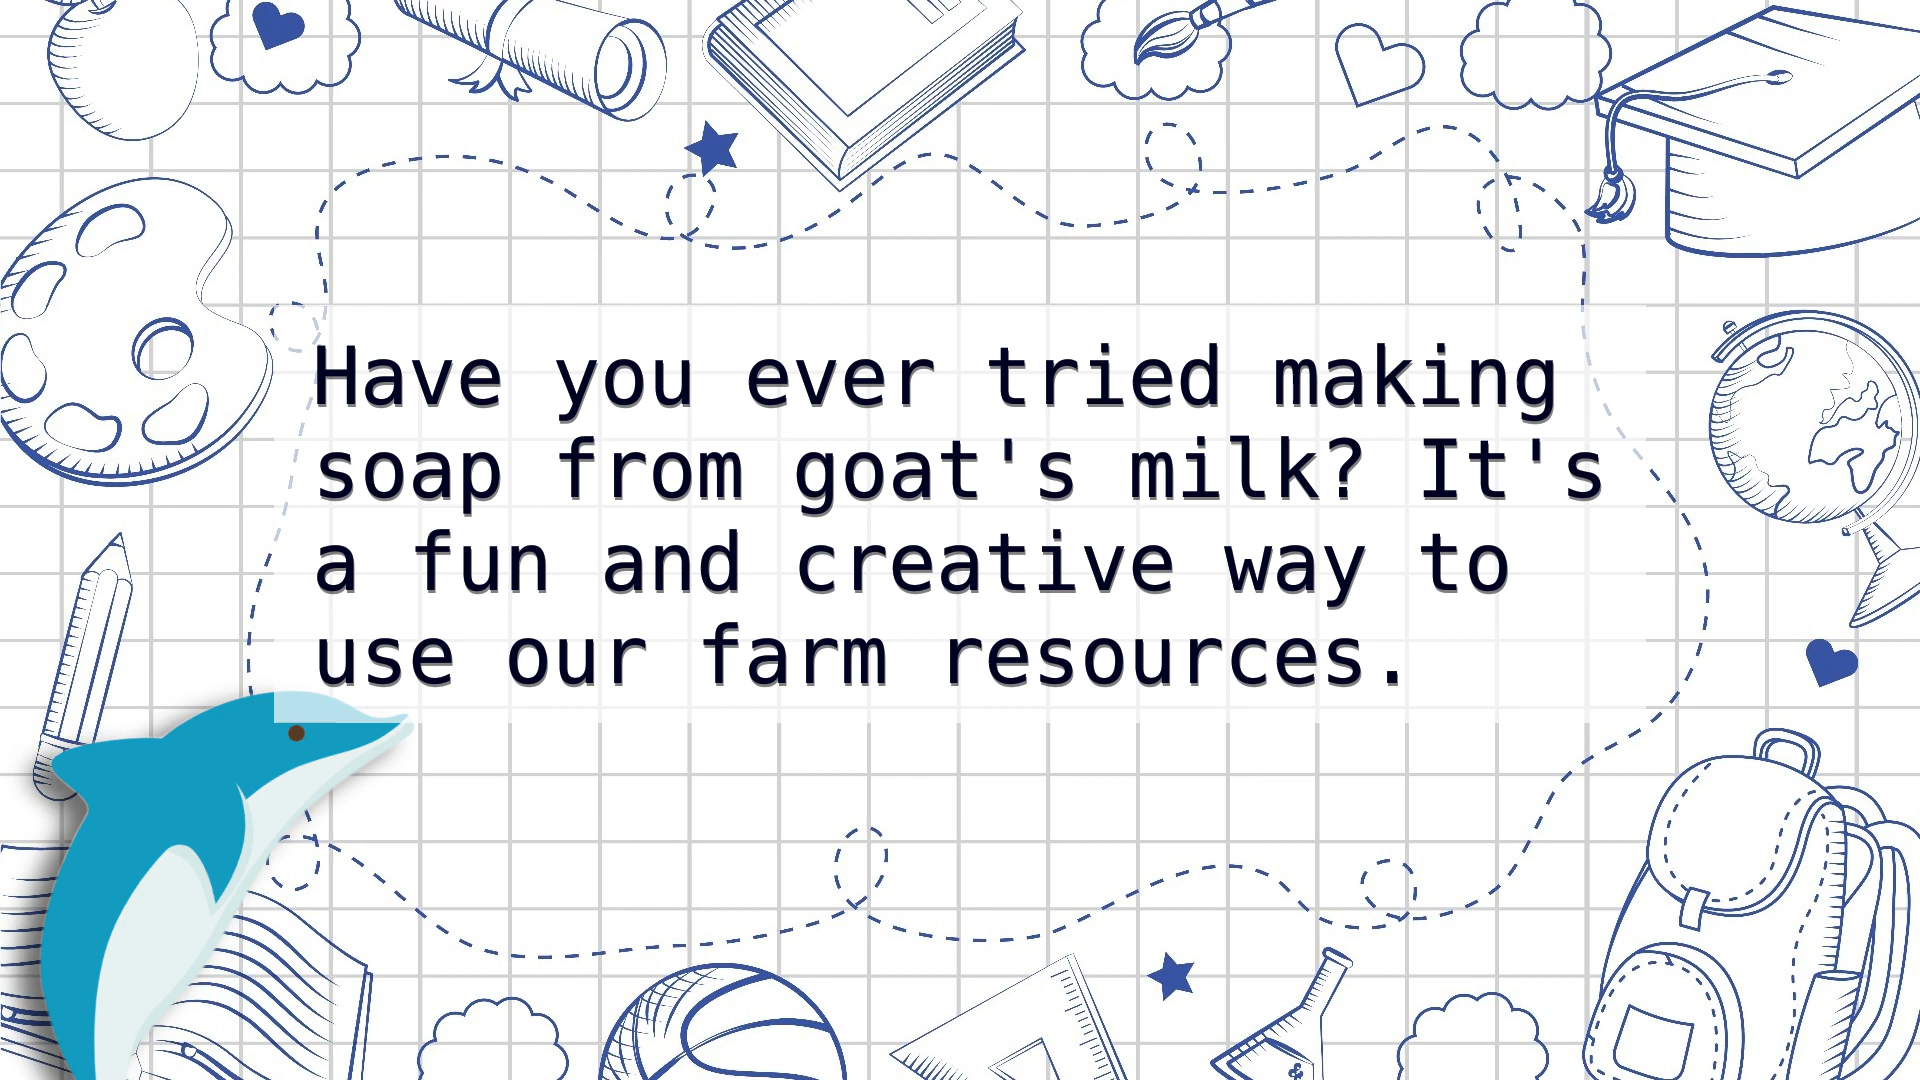 Have you ever tried making
soap from goat's milk? It's
a fun and creative way to
use our farm resources.